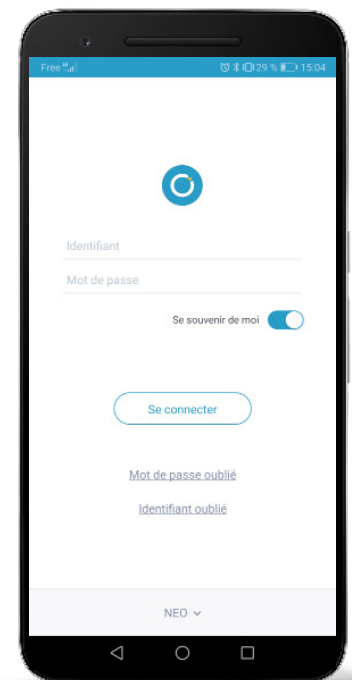 Free 4G 29 % 15:04
Identifiant
Mot de passe
Se souvenir de moi
Se connecter
Mot de passe oublié
Identifiant oublié
NEO